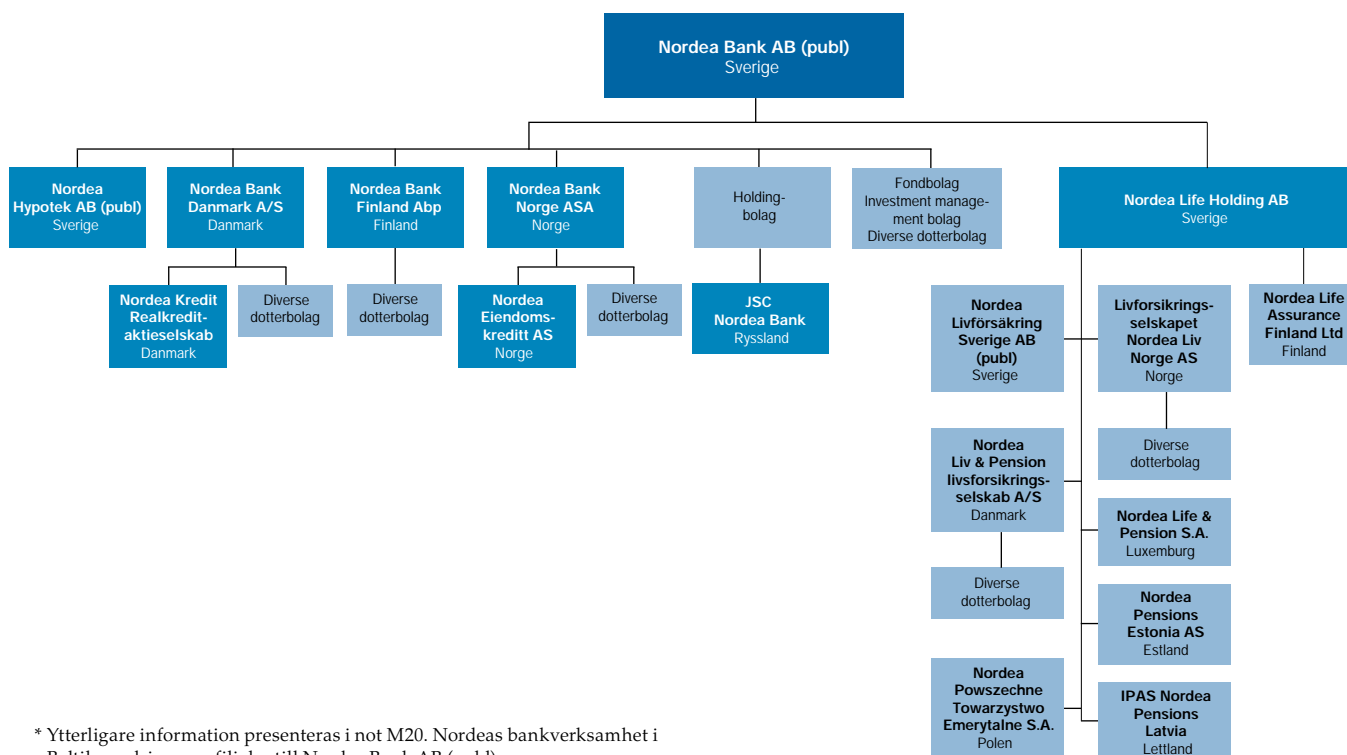 Nordea Bank AB (publ)
Sverige
Nordea
Hypotek AB (publ)
Sverige
Nordea Bank
Danmark A/S
Danmark
Nordea Bank
Finland Abp
Finland
Nordea Bank
Norge ASA
Norge
Holding-
bolag
Fondbolag
Investment manage-
ment bolag
Diverse dotterbolag
Nordea Life Holding AB
Sverige
Nordea Kredit
Realkredit-
aktieselskab
Danmark
Diverse
dotterbolag
Diverse
dotterbolag
Nordea
Eiendoms-
kreditt AS
Norge
Diverse
dotterbolag
JSC
Nordea Bank
Ryssland
Nordea
Livförsäkring
Sverige AB
(publ)
Sverige
Livforsikrings-
selskapet
Nordea Liv
Norge AS
Norge
Nordea Life
Assurance
Finland Ltd
Finland
Nordea
Liv & Pension
livsforsikrings-
selskab A/S
Danmark
Diverse
dotterbolag
Nordea Life &
Pension S.A.
Luxemburg
Diverse
dotterbolag
Nordea
Pensions
Estonia AS
Estland
Nordea
Powszechne
Towarzystwo
Emerytalne S.A.
Polen
IPAS Nordea
Pensions
Latvia
Lettland
* Ytterligare information presenteras i not M20. Nordeas bankverksamhet i